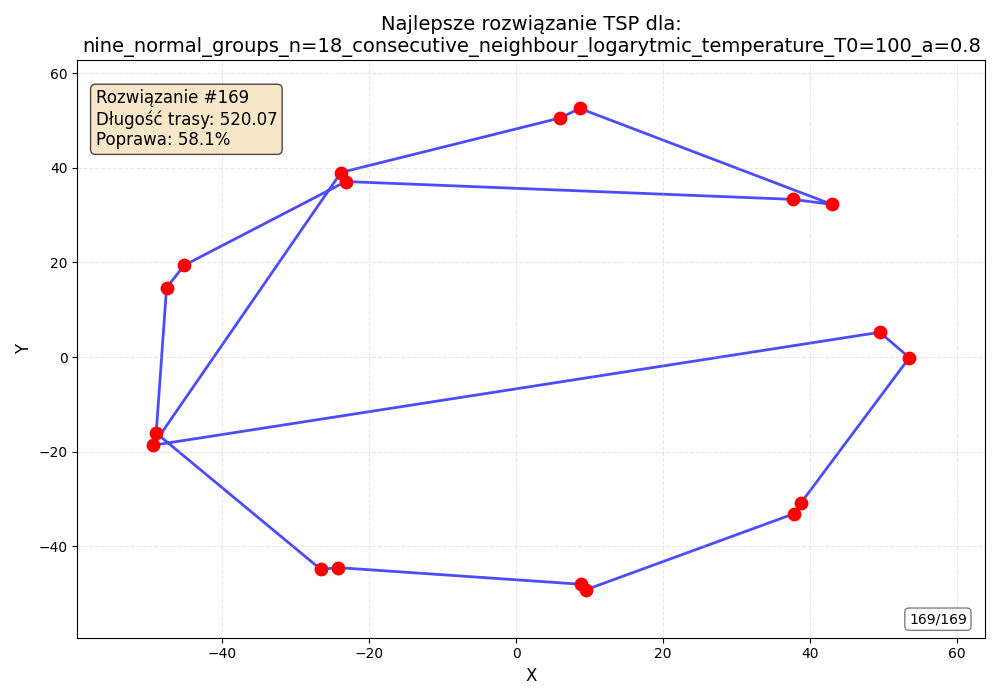 Najlepsze rozwiązanie TSP dla:
nine_normal_groups_n=18_consecutive_neighbour_logarytmic_temperature_T0=100_a=0.8
Rozwiązanie #169
Długość trasy: 520.07
Poprawa: 58.1%
60
40
20
0
−20
−40
Y
169/169
−40
−20
0
20
40
60
X